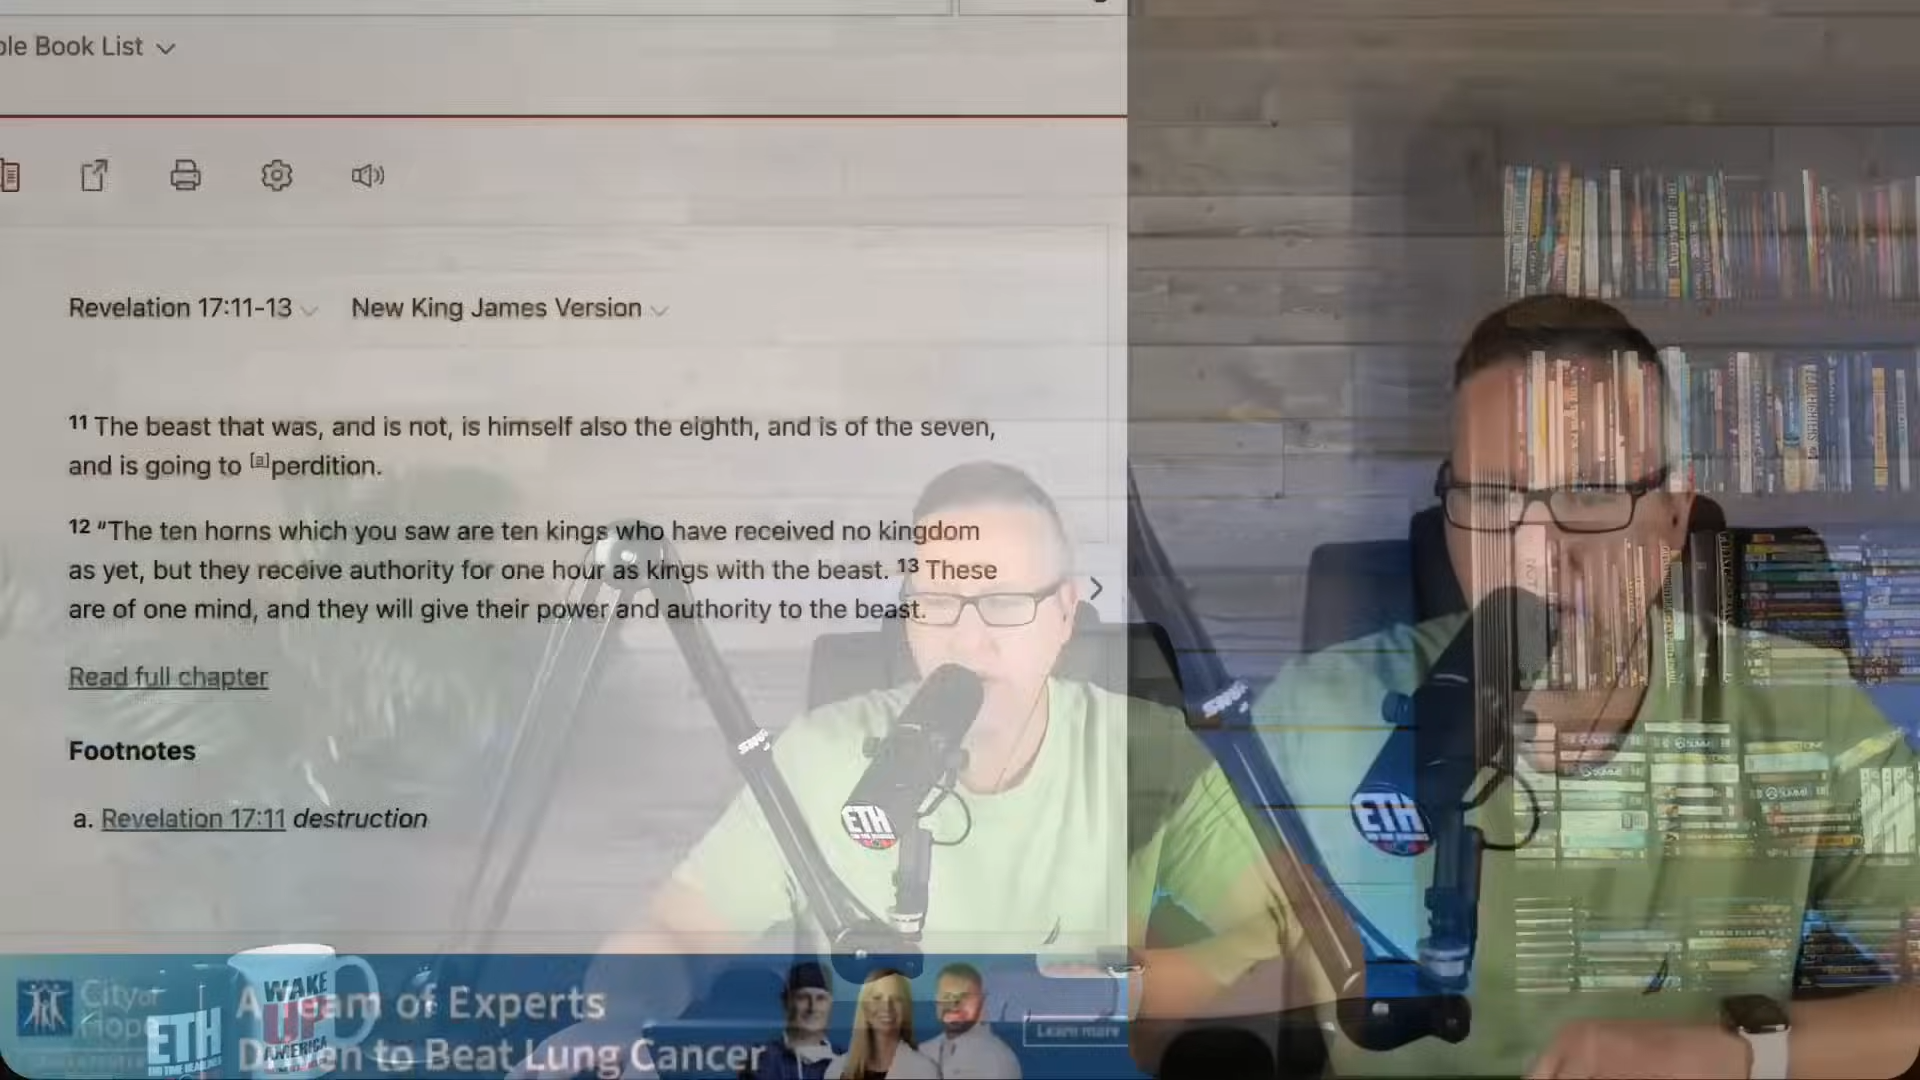 ble Book List
Revelation 17:11-13 New King James Version
11 The beast that was, and is not, is himself also the eighth, and is of the seven,
and is going to [a]perdition.
12 "The ten horns which you saw are ten kings who have received no kingdom
as yet, but they receive authority for one hour as kings with the beast. 13 These
are of one mind, and they will give their power and authority to the beast.
Read full chapter
Footnotes
a. Revelation 17:11 destruction
ETH
ETH
City of
Hope
A Team of Experts
Driven to Beat Lung Cancer
Learn more
WAKE
UP
AMERICA
ETH
END TIME HEADLINES